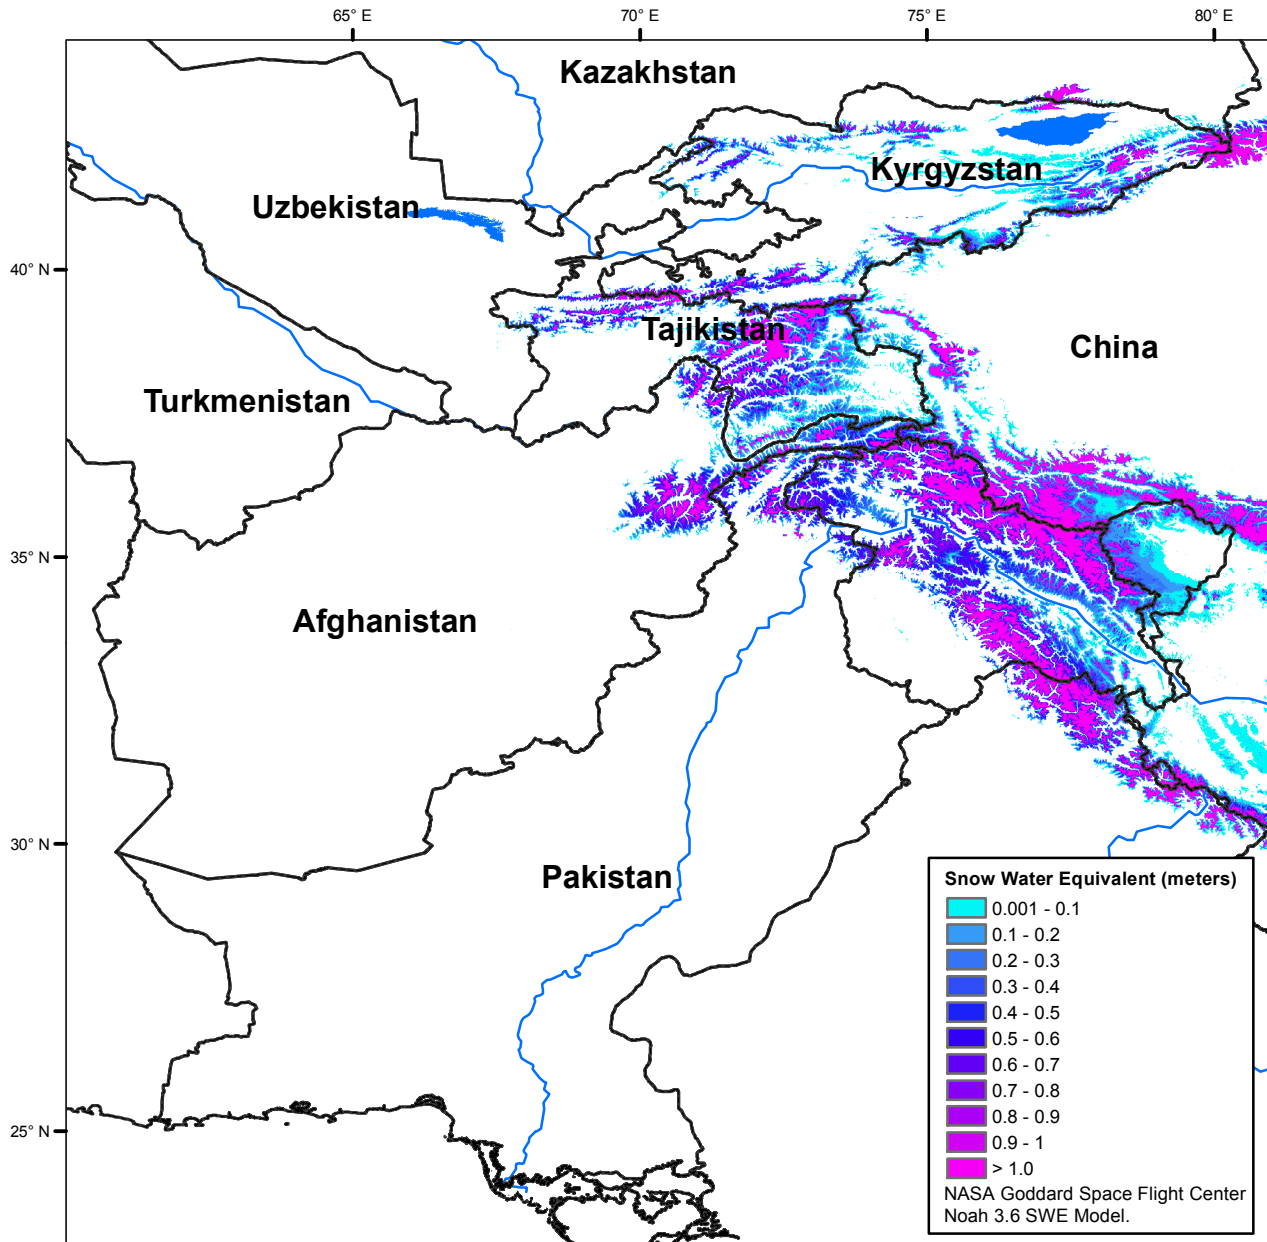 65° E
70° E
75° E
80° E
Kazakhstan
Kyrgyzstan
Uzbekistan
40° N
Tajikistan
China
Turkmenistan
35° N
Afghanistan
30° N
Pakistan
25° N
Snow Water Equivalent (meters)
0.001 - 0.1
0.1 - 0.2
0.2 - 0.3
0.3 - 0.4
0.4 - 0.5
0.5 - 0.6
0.6 - 0.7
0.7 - 0.8
0.8 - 0.9
0.9 - 1
> 1.0
NASA Goddard Space Flight Center
Noah 3.6 SWE Model.